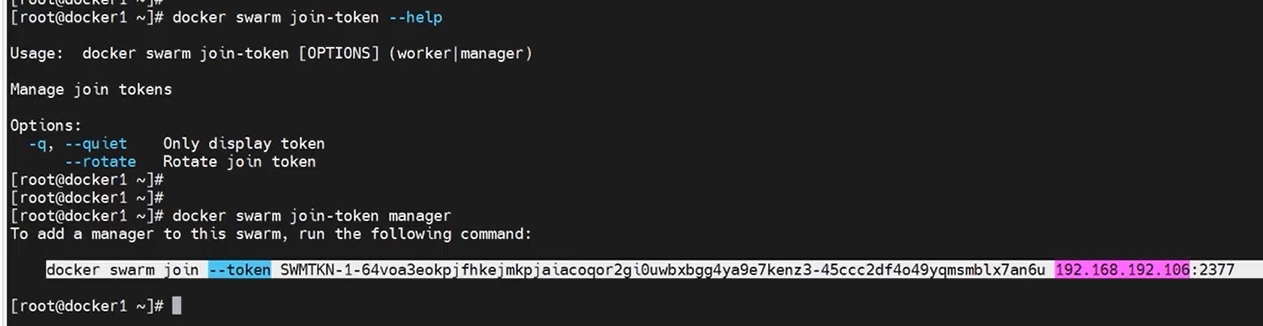 [root@docker1 ~]#
[root@docker1 ~]# docker swarm join-token --help
Usage:  docker swarm join-token [OPTIONS] (worker|manager)
Manage join tokens
Options:
  -q, --quiet    Only display token
      --rotate   Rotate join token
[root@docker1 ~]#
[root@docker1 ~]#
[root@docker1 ~]# docker swarm join-token manager
To add a manager to this swarm, run the following command:
    docker swarm join --token SWMTKN-1-64voa3eokpjfhkejmkpjaiacoqor2gi0uwbxbgg4ya9e7kenz3-45ccc2df4o49yqmsmblx7an6u 192.168.192.106:2377
[root@docker1 ~]#